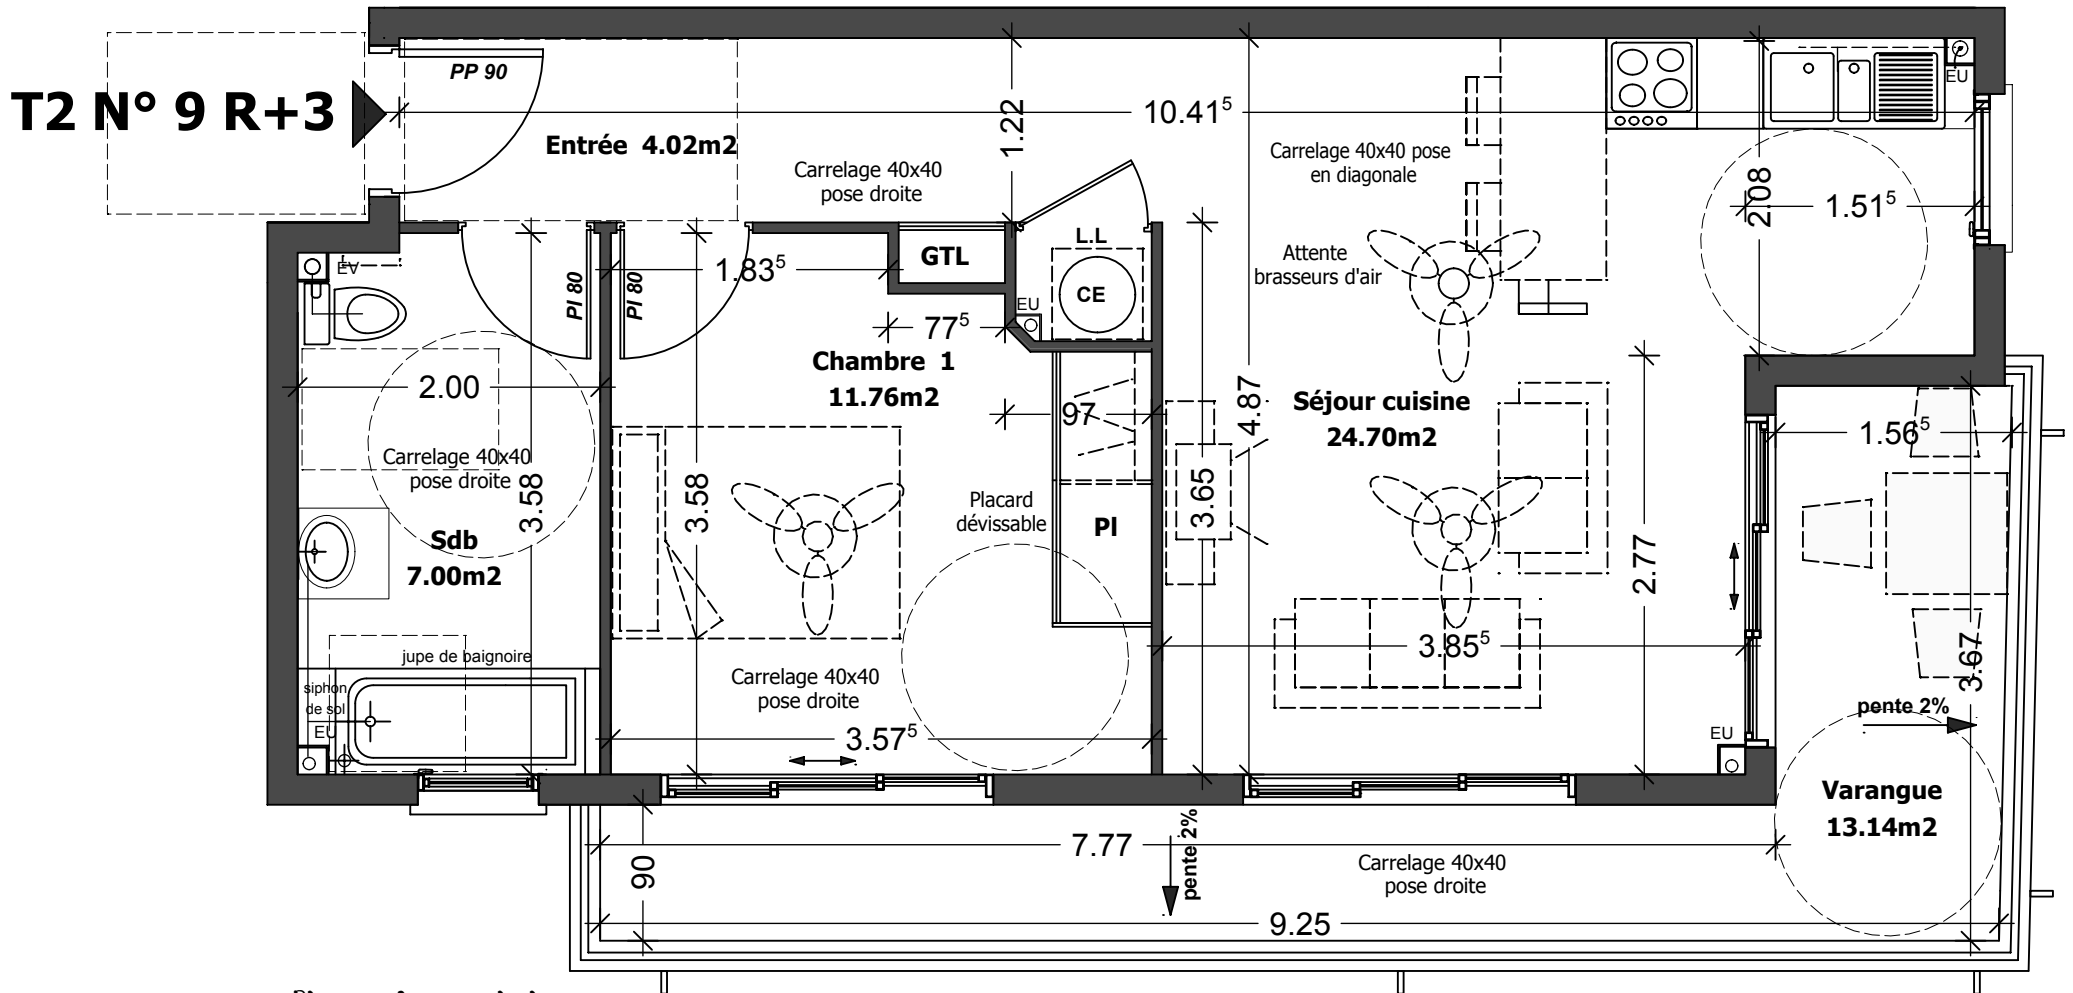 T2 N° 9 R+3
PP 90
Entrée 4.02m2
Carrelage 40x40
pose droite
1.22
10.41⁵
Carrelage 40x40 pose
en diagonale
Attente
brasseurs d'air
2.08
1.51⁵
EU
EV
PI 80
PI 80
1.83⁵
GTL
L.L
CE
EU
77⁵
Chambre 1
11.76m2
2.00
97
4.87
Séjour cuisine
24.70m2
1.56⁵
Carrelage 40x40
pose droite
3.58
3.58
Placard
dévissable
Pl
3.65
2.77
Sdb
7.00m2
jupe de baignoire
siphon
de sol
EU
Carrelage 40x40
pose droite
3.57⁵
3.85⁵
3.67
pente 2%
EU
Varangue
13.14m2
90
7.77
pente 2%
Carrelage 40x40
pose droite
9.25